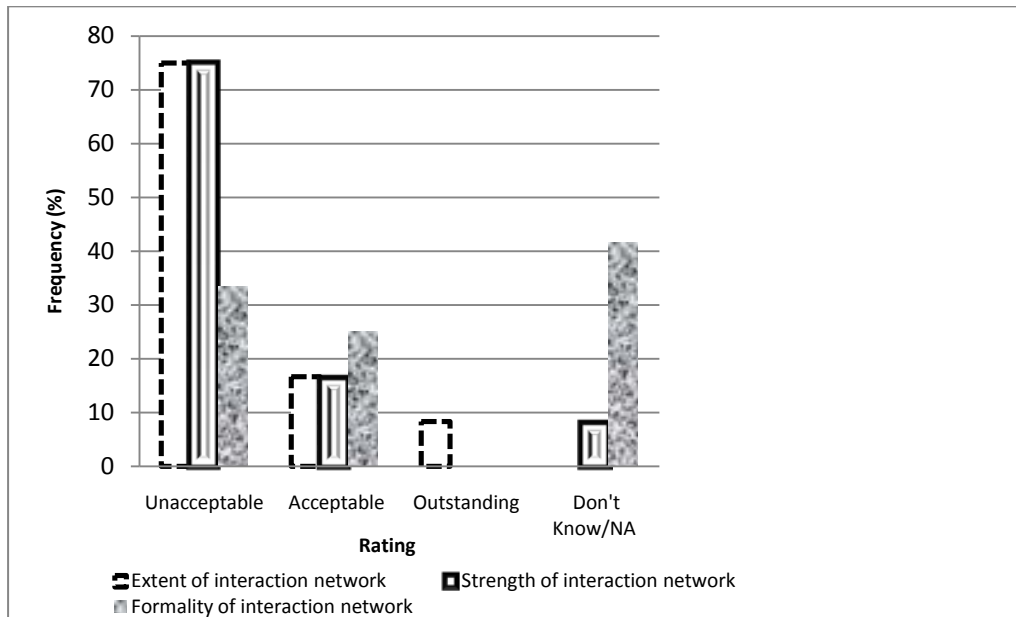 80
70
60
50
40
30
20
10
0
Frequency (%)
Unacceptable Acceptable Outstanding Don't
Know/NA
Rating
Extent of interaction network Strength of interaction network
Formality of interaction network